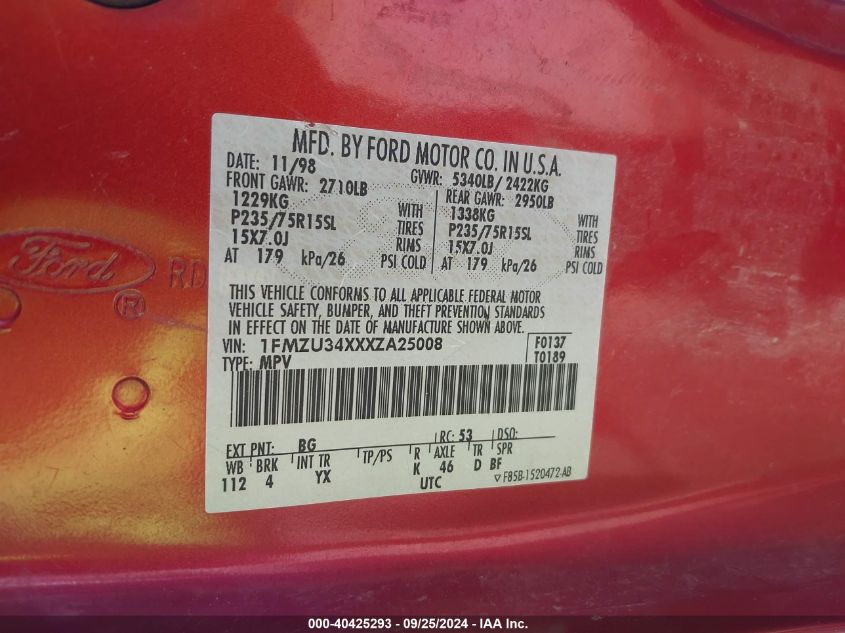 MFD. BY FORD MOTOR CO. IN U.S.A.
DATE: 11/98 GVWR: 5340LB/ 2422KG
FRONT GAWR: 2710LB REAR GAWR: 2950LB
1229KG WITH 1338KG WITH
P235/75R15SL TIRES P235/75R15SL TIRES
15X7.0J RIMS 15X7.0J RIMS
AT 179 kPa/26 PSI COLD AT 179 kPa/26 PSI COLD
THIS VEHICLE CONFORMS TO ALL APPLICABLE FEDERAL MOTOR
VEHICLE SAFETY, BUMPER, AND THEFT PREVENTION STANDARDS
IN EFFECT ON THE DATE OF MANUFACTURE SHOWN ABOVE.
VIN: 1FMZU34XXXZA25008 F0137
TYPE: MPV T0189
EXT PNT: BG RC: 53 DSO:
WB BRK INT TR TP/PS R AXLE TR SPR
112 4 YX K 46 D BF
UTC F85B-1520472-AB
Ford
®
RD
000-40425293 - 09/25/2024 - IAA Inc.